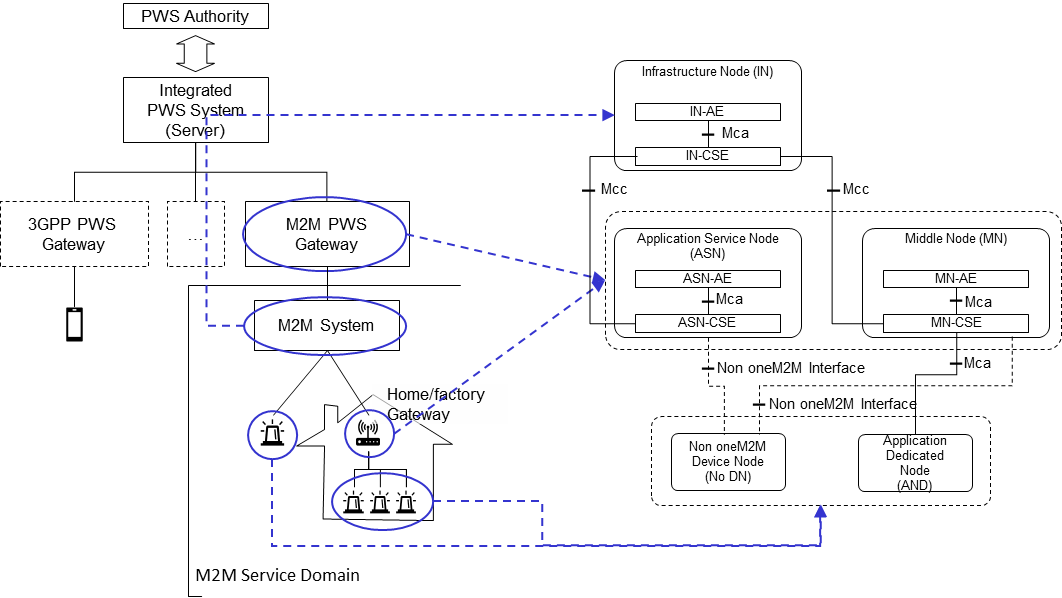 PWS Authority
Integrated
PWS System
(Server)
3GPP PWS
Gateway
...
M2M PWS
Gateway
M2M System
Home/factory
Gateway
M2M Service Domain
Infrastructure Node (IN)
IN-AE
Mca
IN-CSE
Mcc
Mcc
Application Service Node
(ASN)
ASN-AE
Mca
ASN-CSE
Middle Node (MN)
MN-AE
Mca
MN-CSE
Non oneM2M Interface
Mca
Non oneM2M Interface
Non oneM2M
Device Node
(No DN)
Application
Dedicated
Node
(AND)